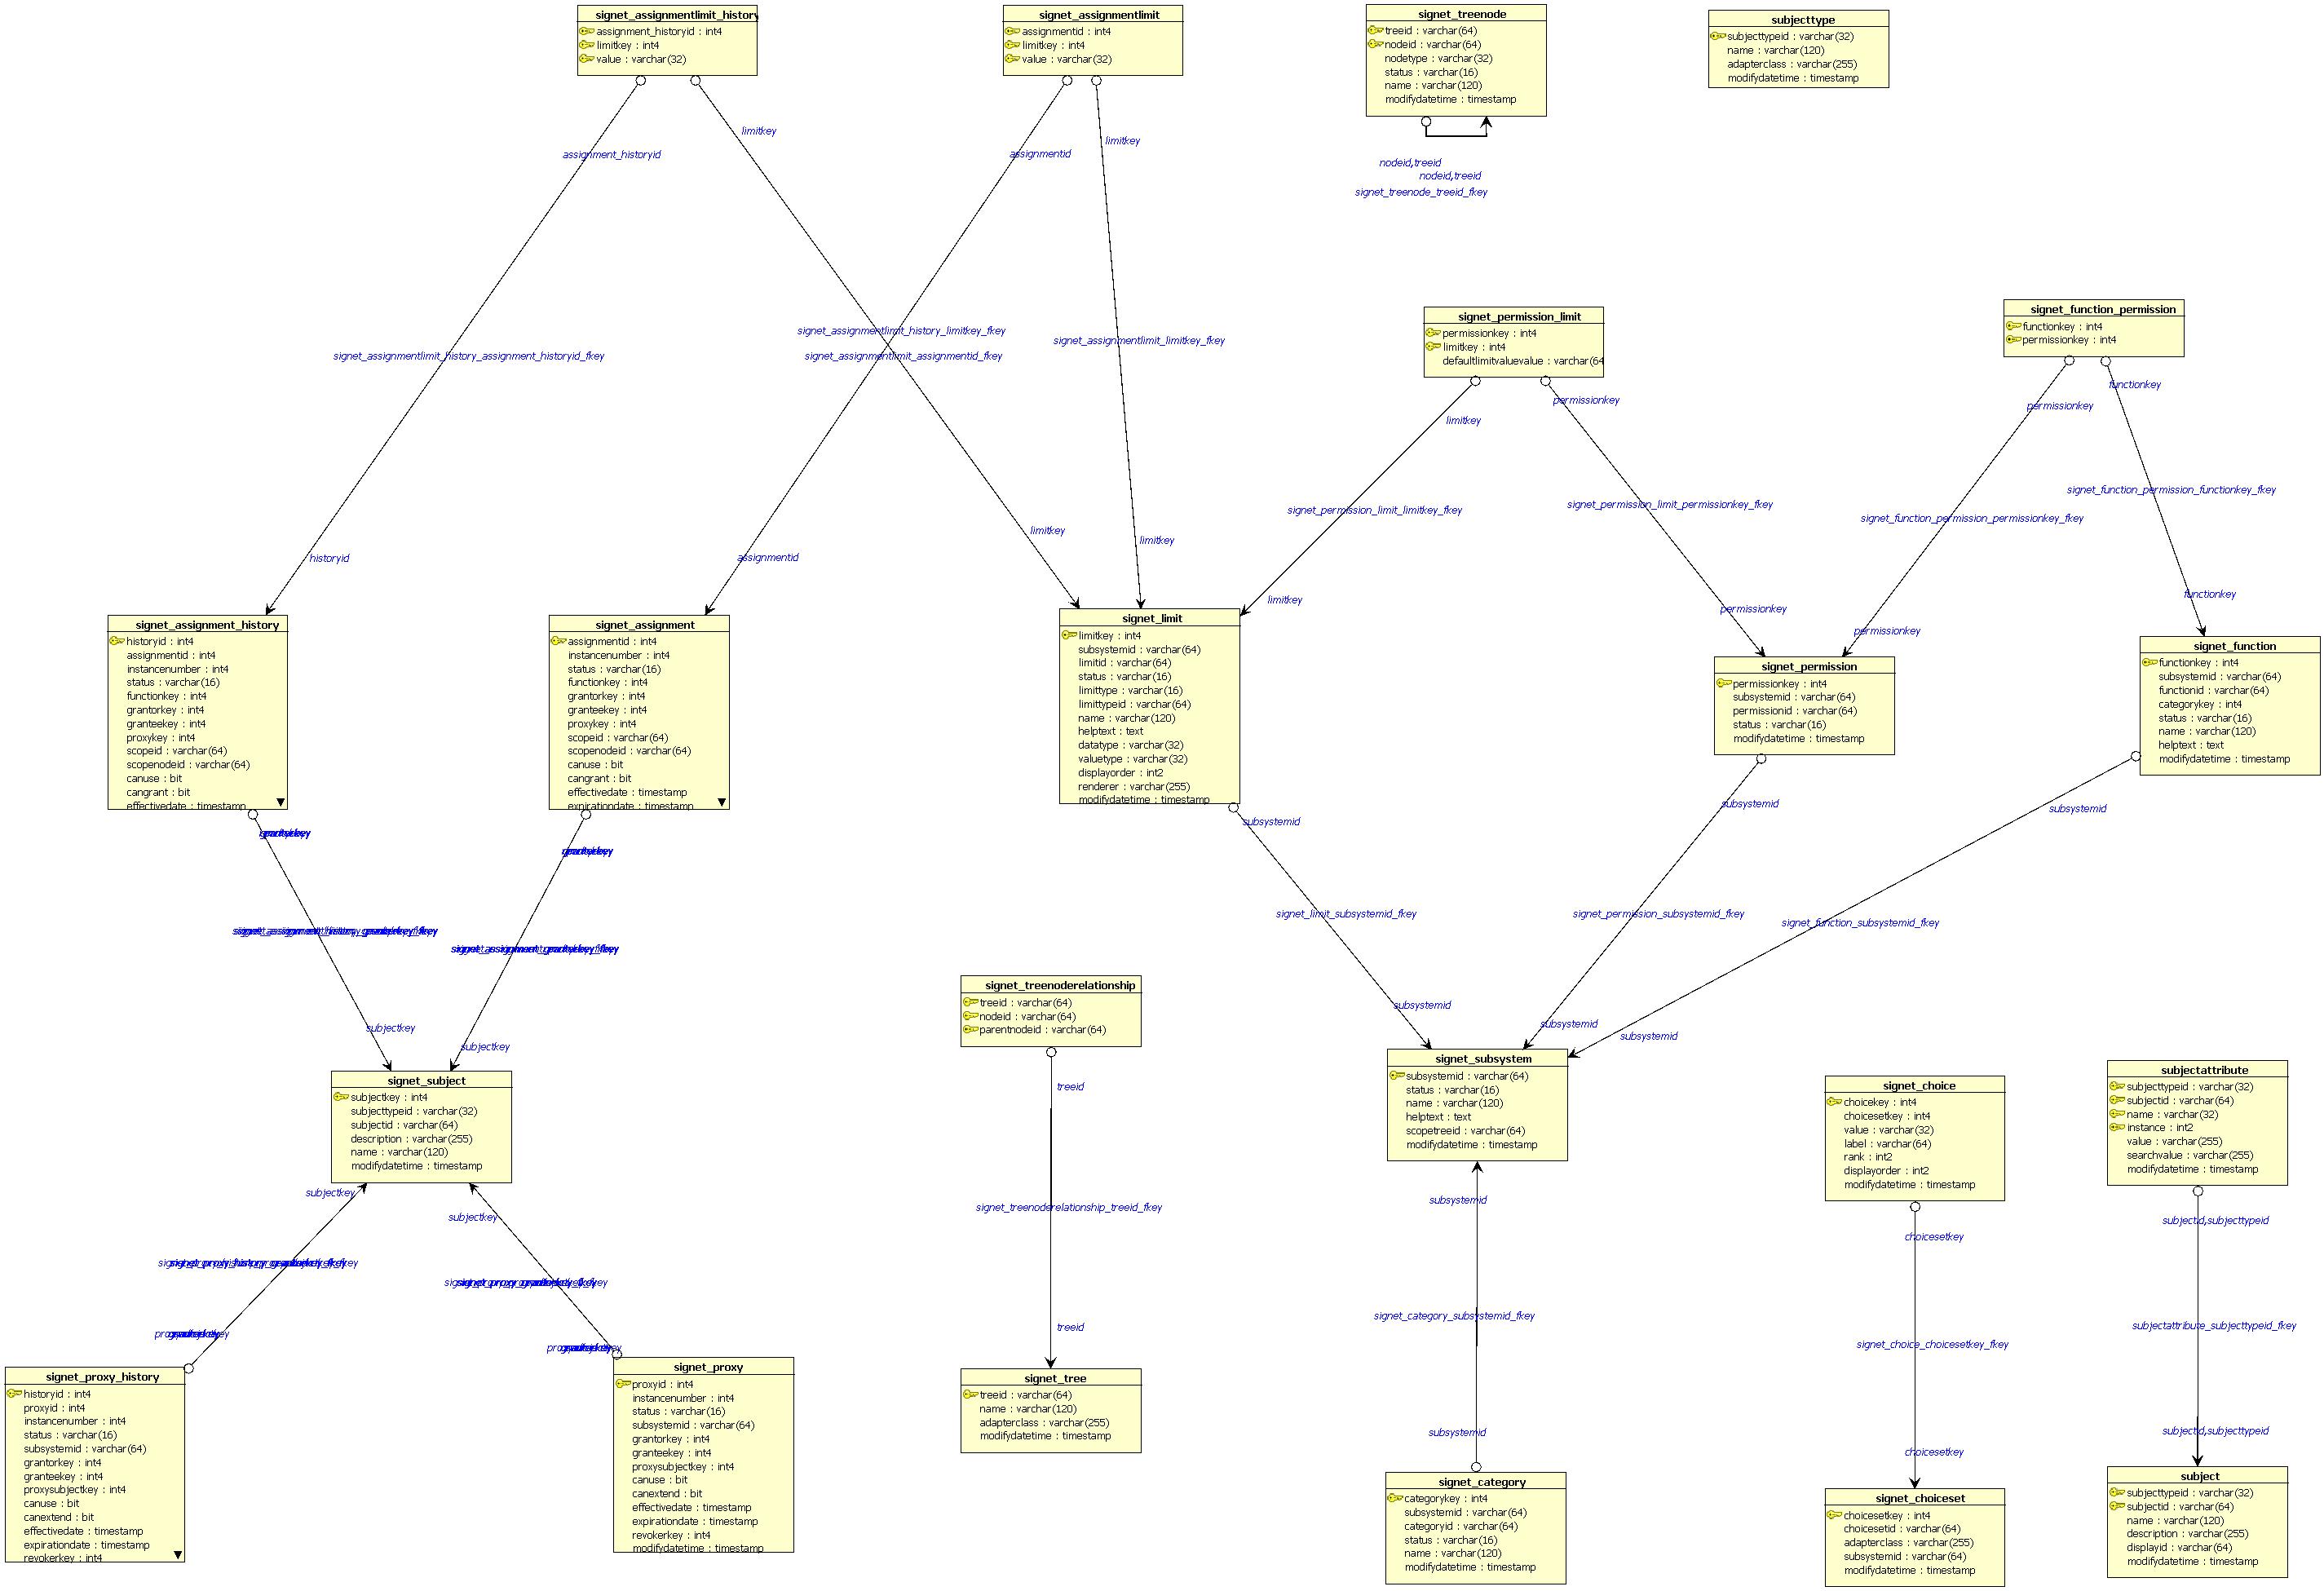 signet_assignmentlimit_history
assignment_historyid : int4
limitkey : int4
value : varchar(32)
signet_assignmentlimit
assignmentid : int4
limitkey : int4
value : varchar(32)
signet_treenode
treeid : varchar(64)
nodeid : varchar(64)
nodetype : varchar(32)
status : varchar(16)
name : varchar(120)
modifydatetime : timestamp
subjecttype
subjecttypeid : varchar(32)
name : varchar(120)
adapterclass : varchar(255)
modifydatetime : timestamp
limitkey
assignment_historyid
limitkey
assignmentid
nodeid,treeid
nodeid,treeid
signet_treenode_treeid_fkey
signet_assignmentlimit_history_limitkey_fkey
signet_assignmentlimit_history_assignment_historyid_fkey
signet_assignmentlimit_assignmentid_fkey
signet_assignmentlimit_limitkey_fkey
signet_permission_limit
permissionkey : int4
limitkey : int4
defaultlimitvaluevalue : varchar(64
signet_function_permission
functionkey : int4
permissionkey : int4
limitkey
permissionkey
permissionkey
functionkey
signet_permission_limit_limitkey_fkey
signet_permission_limit_permissionkey_fkey
signet_function_permission_functionkey_fkey
signet_function_permission_permissionkey_fkey
historyid
assignmentid
limitkey
limitkey
limitkey
permissionkey
permissionkey
functionkey
signet_assignment_history
historyid : int4
assignmentid : int4
instancenumber : int4
status : varchar(16)
functionkey : int4
grantorkey : int4
granteekey : int4
proxykey : int4
scopeid : varchar(64)
scopenodeid : varchar(64)
canuse : bit
cangrant : bit
effectivedate : timestamp
signet_assignment
assignmentid : int4
instancenumber : int4
status : varchar(16)
functionkey : int4
grantorkey : int4
granteekey : int4
proxykey : int4
scopeid : varchar(64)
scopenodeid : varchar(64)
canuse : bit
cangrant : bit
effectivedate : timestamp
expirationdate : timestamp
signet_limit
limitkey : int4
subsystemid : varchar(64)
limitid : varchar(64)
status : varchar(16)
limittype : varchar(16)
limittypeid : varchar(64)
name : varchar(120)
helptext : text
datatype : varchar(32)
valuetype : varchar(32)
displayorder : int2
renderer : varchar(255)
modifydatetime : timestamp
signet_permission
permissionkey : int4
subsystemid : varchar(64)
permissionid : varchar(64)
status : varchar(16)
modifydatetime : timestamp
signet_function
functionkey : int4
subsystemid : varchar(64)
functionid : varchar(64)
categorykey : int4
status : varchar(16)
name : varchar(120)
helptext : text
modifydatetime : timestamp
subsystemid
subsystemid
subsystemid
signet_limit_subsystemid_fkey
signet_permission_subsystemid_fkey
signet_function_subsystemid_fkey
subjectkey
subjectkey
subsystemid
subsystemid
subsystemid
signet_treenoderelationship
treeid : varchar(64)
nodeid : varchar(64)
parentnodeid : varchar(64)
signet_subject
subjectkey : int4
subjecttypeid : varchar(32)
subjectid : varchar(64)
description : varchar(255)
name : varchar(120)
modifydatetime : timestamp
signet_subsystem
subsystemid : varchar(64)
status : varchar(16)
name : varchar(120)
helptext : text
scopetreeid : varchar(64)
modifydatetime : timestamp
signet_choice
choicekey : int4
choicesetkey : int4
value : varchar(32)
label : varchar(64)
rank : int2
displayorder : int2
modifydatetime : timestamp
subjectattribute
subjecttypeid : varchar(32)
subjectid : varchar(64)
name : varchar(32)
instance : int2
value : varchar(255)
searchvalue : varchar(255)
modifydatetime : timestamp
treeid
subjectkey
subjectkey
signet_treenoderelationship_treeid_fkey
treeid
subsystemid
signet_category_subsystemid_fkey
subsystemid
choicesetkey
signet_choice_choicesetkey_fkey
choicesetkey
subjectid,subjecttypeid
subjectattribute_subjecttypeid_fkey
subjectid,subjecttypeid
signet_proxy_history
historyid : int4
proxyid : int4
instancenumber : int4
status : varchar(16)
subsystemid : varchar(64)
grantorkey : int4
granteekey : int4
proxysubjectkey : int4
canuse : bit
canextend : bit
effectivedate : timestamp
expirationdate : timestamp
revokerkey : int4
signet_proxy
proxyid : int4
instancenumber : int4
status : varchar(16)
subsystemid : varchar(64)
grantorkey : int4
granteekey : int4
proxysubjectkey : int4
canuse : bit
canextend : bit
effectivedate : timestamp
expirationdate : timestamp
revokerkey : int4
modifydatetime : timestamp
signet_tree
treeid : varchar(64)
name : varchar(120)
adapterclass : varchar(255)
modifydatetime : timestamp
signet_category
categorykey : int4
subsystemid : varchar(64)
categoryid : varchar(64)
status : varchar(16)
name : varchar(120)
modifydatetime : timestamp
signet_choiceset
choicesetkey : int4
choicesetid : varchar(64)
adapterclass : varchar(255)
subsystemid : varchar(64)
modifydatetime : timestamp
subject
subjecttypeid : varchar(32)
subjectid : varchar(64)
name : varchar(120)
description : varchar(255)
displayid : varchar(64)
modifydatetime : timestamp